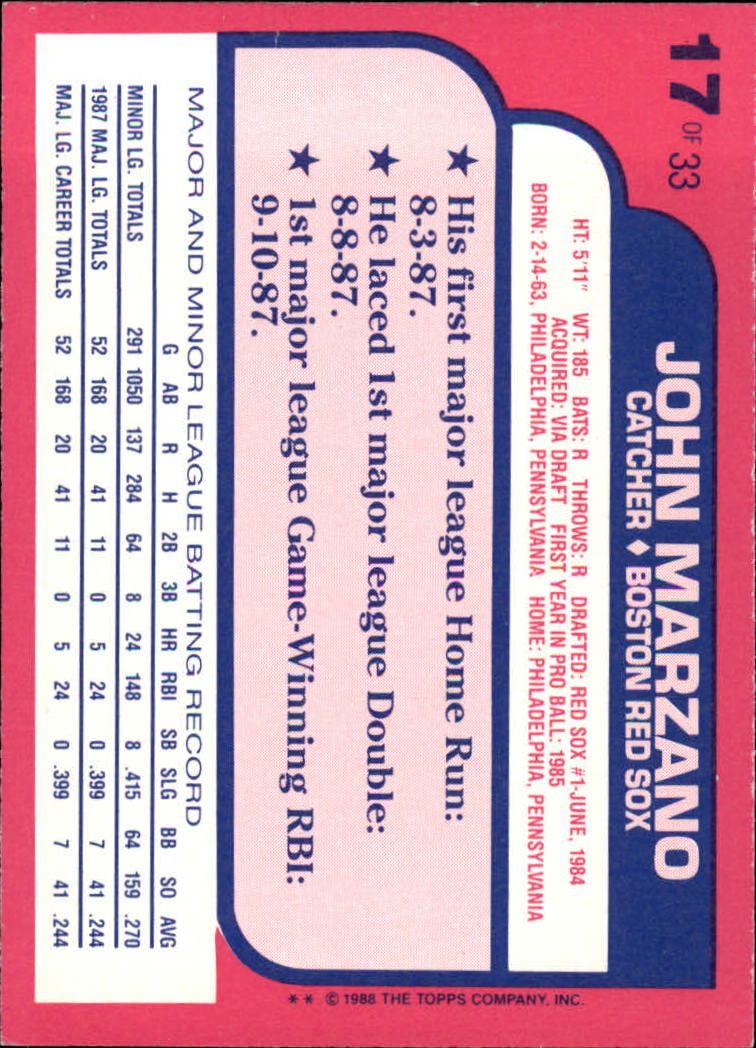 17 OF 33
JOHN MARZANO
CATCHER ♦ BOSTON RED SOX
HT: 5'11" WT: 185 BATS: R THROWS: R DRAFTED: RED SOX #1-JUNE, 1984
ACQUIRED: VIA DRAFT FIRST YEAR IN PRO BALL: 1985
BORN: 2-14-63, PHILADELPHIA, PENNSYLVANIA HOME: PHILADELPHIA, PENNSYLVANIA
★ His first major league Home Run:
8-3-87.
★ He laced 1st major league Double:
8-8-87.
★ 1st major league Game-Winning RBI:
9-10-87.
MAJOR AND MINOR LEAGUE BATTING RECORD
G AB R H 2B 3B HR RBI SB SLG BB SO AVG
MINOR LG. TOTALS 291 1050 137 284 64 8 24 148 8 .415 64 159 .270
1987 MAJ. LG. TOTALS 52 168 20 41 11 0 5 24 0 .399 7 41 .244
MAJ. LG. CAREER TOTALS 52 168 20 41 11 0 5 24 0 .399 7 41 .244
** © 1988 THE TOPPS COMPANY, INC.